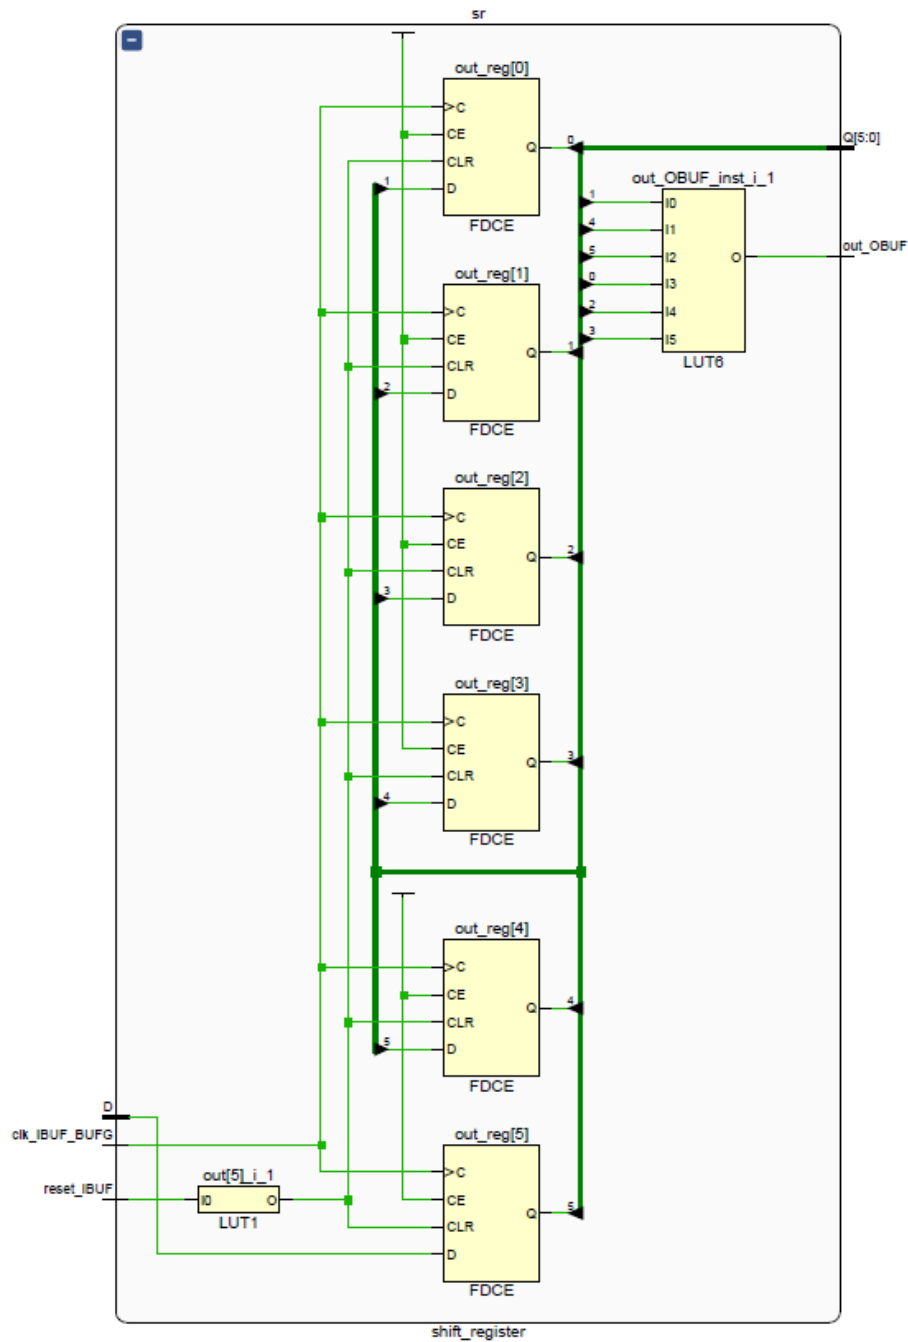 sr
out_reg[0]
C
CE
CLR
D
Q
0
1
FDCE
Q[5:0]
out_OBUF_inst_i_1
1
4
5
0
2
3
I0
I1
I2
I3
I4
I5
O
LUT6
out_OBUF
out_reg[1]
C
CE
CLR
D
Q
1
2
FDCE
out_reg[2]
C
CE
CLR
D
Q
2
3
FDCE
out_reg[3]
C
CE
CLR
D
Q
3
4
FDCE
out_reg[4]
C
CE
CLR
D
Q
4
5
FDCE
D
clk_IBUF_BUFG
reset_IBUF
out[5]_i_1
I0 O
LUT1
out_reg[5]
C
CE
CLR
D
Q
5
FDCE
shift_register